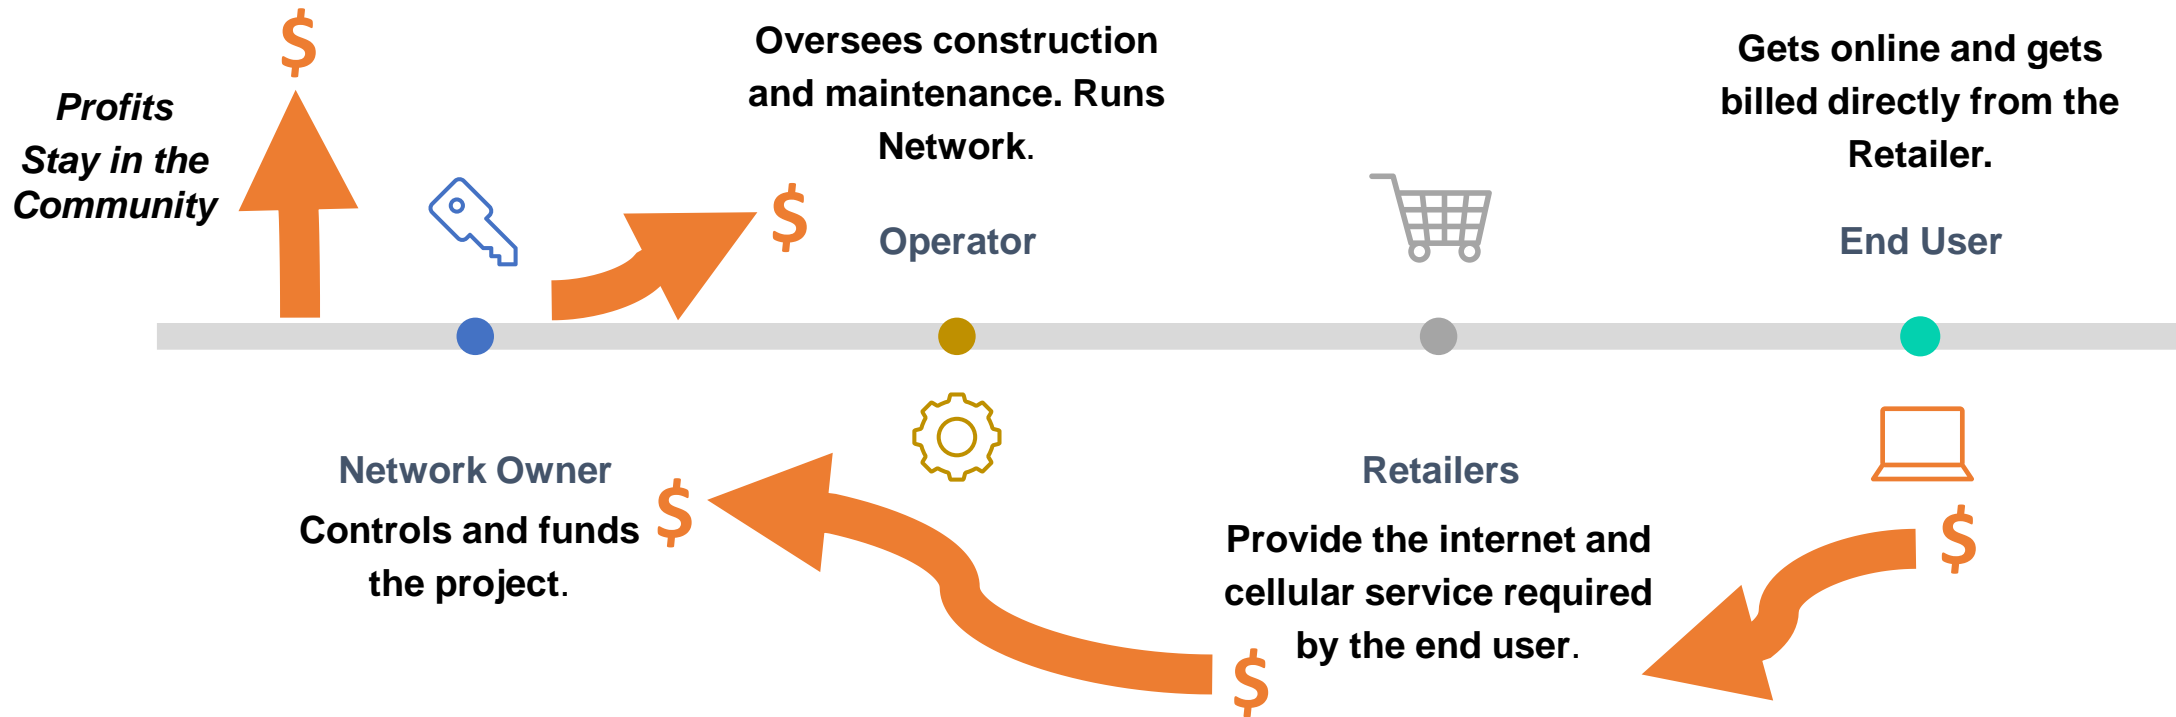 $
Profits
Stay in the
Community
Oversees construction
and maintenance. Runs
Network.
$
Operator
Gets online and gets
billed directly from the
Retailer.
End User
Network Owner
$
Controls and funds
the project.
Retailers
Provide the internet and
cellular service required
by the end user.
$
$